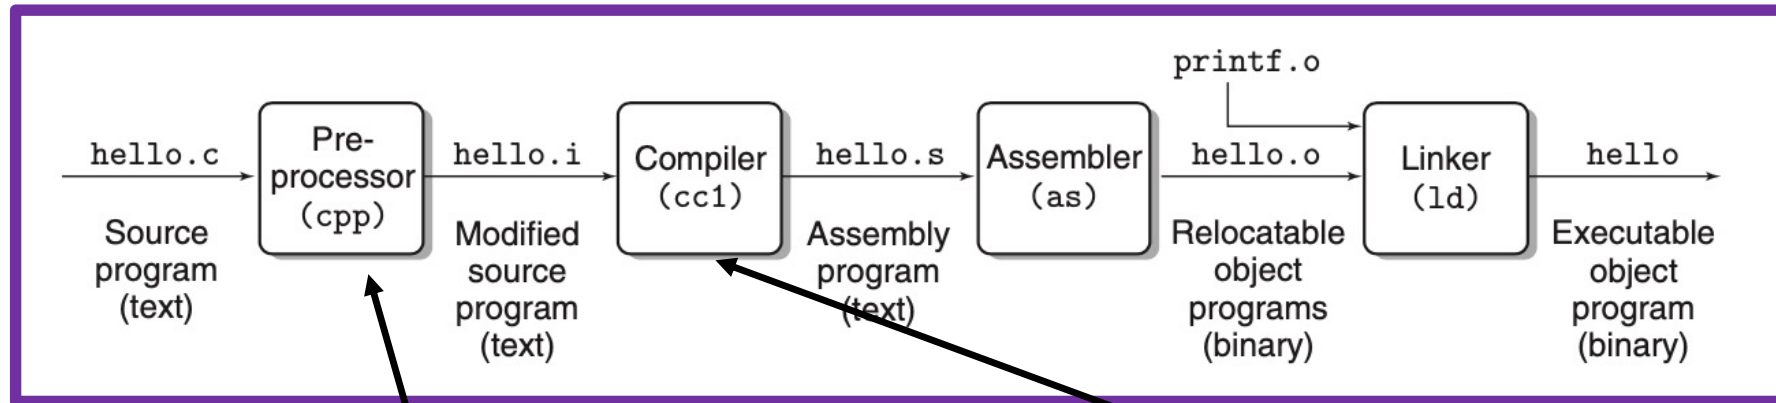 printf.o
hello.c
Pre-
processor
(cpp)
hello.i
Compiler
(cc1)
hello.s
Assembler
(as)
hello.o
Linker
(ld)
hello
Source
program
(text)
Modified
source
program
(text)
Assembly
program
(text)
Relocatable
object
programs
(binary)
Executable
object
program
(binary)